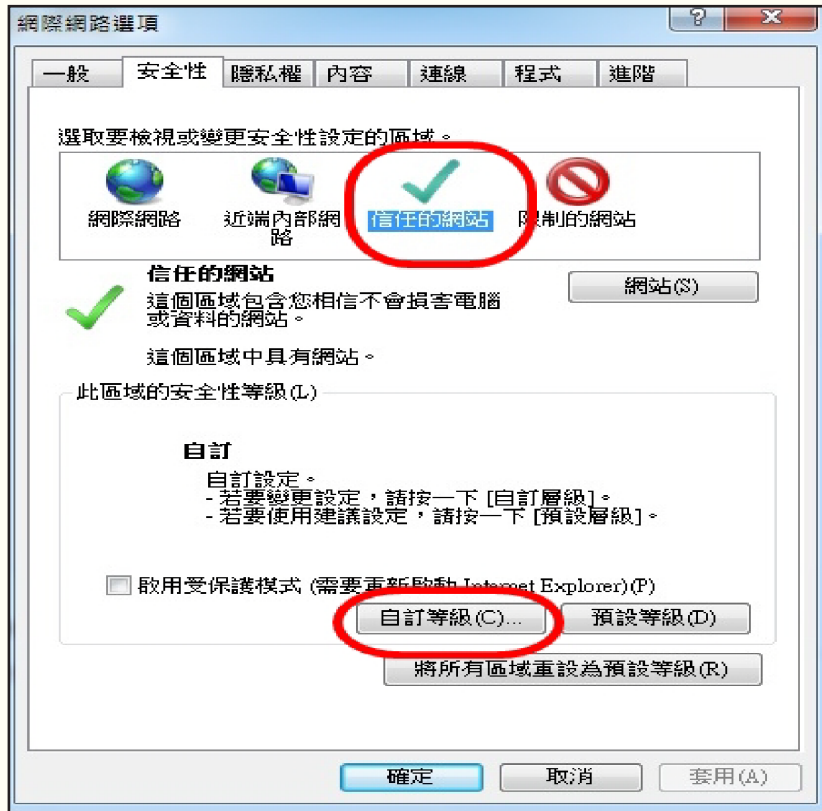 網際網路選項
一般 安全性 隱私權 內容 連線 程式 進階
選取要檢視或變更安全性設定的區域。
網際網路 近端內部網路 信任的網站 限制的網站
信任的網站
網站(S)
這個區域包含您相信不會損害電腦
或資料的網站。
這個區域中具有網站。
此區域的安全性等級(L)
自訂
自訂設定。
- 若要變更設定，請按一下 [自訂層級]。
- 若要使用建議設定，請按一下 [預設層級]。
啟用受保護模式 (需要重新啟動 Internet Explorer)(P)
自訂等級(C)... 預設等級(D)
將所有區域重設為預設等級(R)
確定 取消 套用(A)